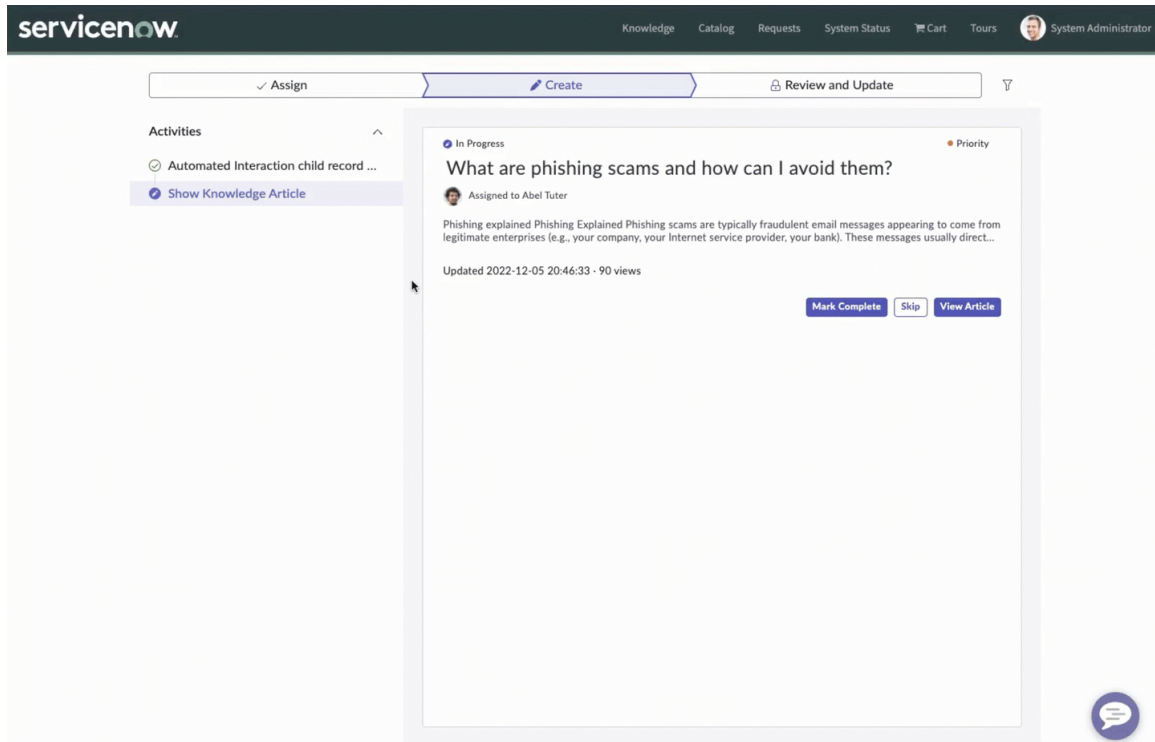 servicenow.
Knowledge Catalog Requests System Status Cart Tours System Administrator
Assign Create Review and Update
Activities
Automated Interaction child record ...
Show Knowledge Article
In Progress Priority
What are phishing scams and how can I avoid them?
Assigned to Abel Tuter
Phishing explained Phishing Explained Phishing scams are typically fraudulent email messages appearing to come from
legitimate enterprises (e.g., your company, your Internet service provider, your bank). These messages usually direct...
Updated 2022-12-05 20:46:33 · 90 views
Mark Complete Skip View Article